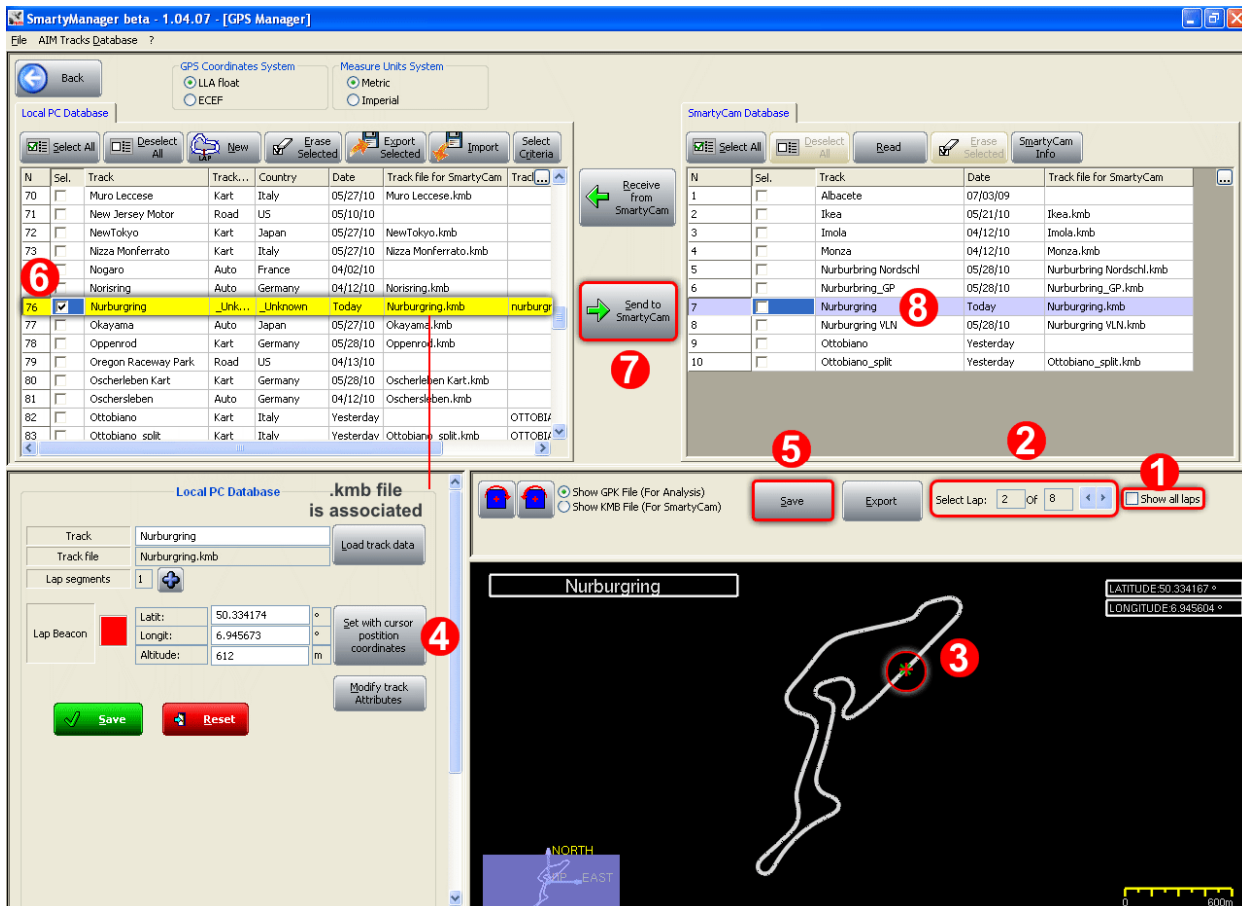 SmartyManager beta - 1.04.07 - [GPS Manager]
File AIM Tracks Database ?
Back
GPS Coordinates System
LLA float
ECEF
Measure Units System
Metric
Imperial
Local PC Database
Select All
Deselect All
New
LAP
Erase Selected
Export Selected
Import
Select Criteria
N Sel. Track Track... Country Date Track file for SmartyCam Tracl ...
70 Muro Leccese Kart Italy 05/27/10 Muro Leccese.kmb
71 New Jersey Motor Road US 05/10/10
72 NewTokyo Kart Japan 05/27/10 NewTokyo.kmb
73 Nizza Monferrato Kart Italy 05/27/10 Nizza Monferrato.kmb
Nogaro Auto France 04/02/10
6
Norisring Auto Germany 04/12/10 Norisring.kmb
76 Nurburgring _Unk... _Unknown Today Nurburgring.kmb nurburgr
77 Okayama Auto Japan 05/27/10 Okayama.kmb
78 Oppenrod Kart Germany 05/28/10 Oppenrod.kmb
79 Oregon Raceway Park Road US 04/13/10
80 Oscherleben Kart Kart Germany 05/28/10 Oscherleben Kart.kmb
81 Oschersleben Auto Germany 04/12/10 Oschersleben.kmb
82 Ottobiano Kart Italy Yesterday OTTOBIA
83 Ottobiano_split Kart Italy Yesterday Ottobiano_split.kmb OTTOBIA
Receive from SmartyCam
Send to SmartyCam
7
SmartyCam Database
Select All
Deselect All
Read
Erase Selected
SmartyCam Info
N Sel. Track Date Track file for SmartyCam ...
1 Albacete 07/03/09
2 Ikea 05/21/10 Ikea.kmb
3 Imola 04/12/10 Imola.kmb
4 Monza 04/12/10 Monza.kmb
5 Nurburbring Nordschl 05/28/10 Nurburbring Nordschl.kmb
6 Nurburbring_GP 05/28/10 Nurburbring_GP.kmb
7 Nurburgring 8 Today Nurburgring.kmb
8 Nurburgring VLN 05/28/10 Nurburgring VLN.kmb
9 Ottobiano Yesterday
10 Ottobiano_split Yesterday Ottobiano_split.kmb
Local PC Database
.kmb file
is associated
Track Nurburgring
Load track data
Track file Nurburgring.kmb
Lap segments 1
Lap Beacon
Latit: 50.334174 °
Longit: 6.945673 °
Altitude: 612 m
Set with cursor postition coordinates
4
Modify track Attributes
Save
Reset
Show GPK File (For Analysis)
Show KMB File (For SmartyCam)
5
Save
Export
2
Select Lap: 2 Of 8
1
Show all laps
Nurburgring
LATITUDE:50.334167 °
LONGITUDE:6.945604 °
3
NORTH
UP
EAST
0 600m